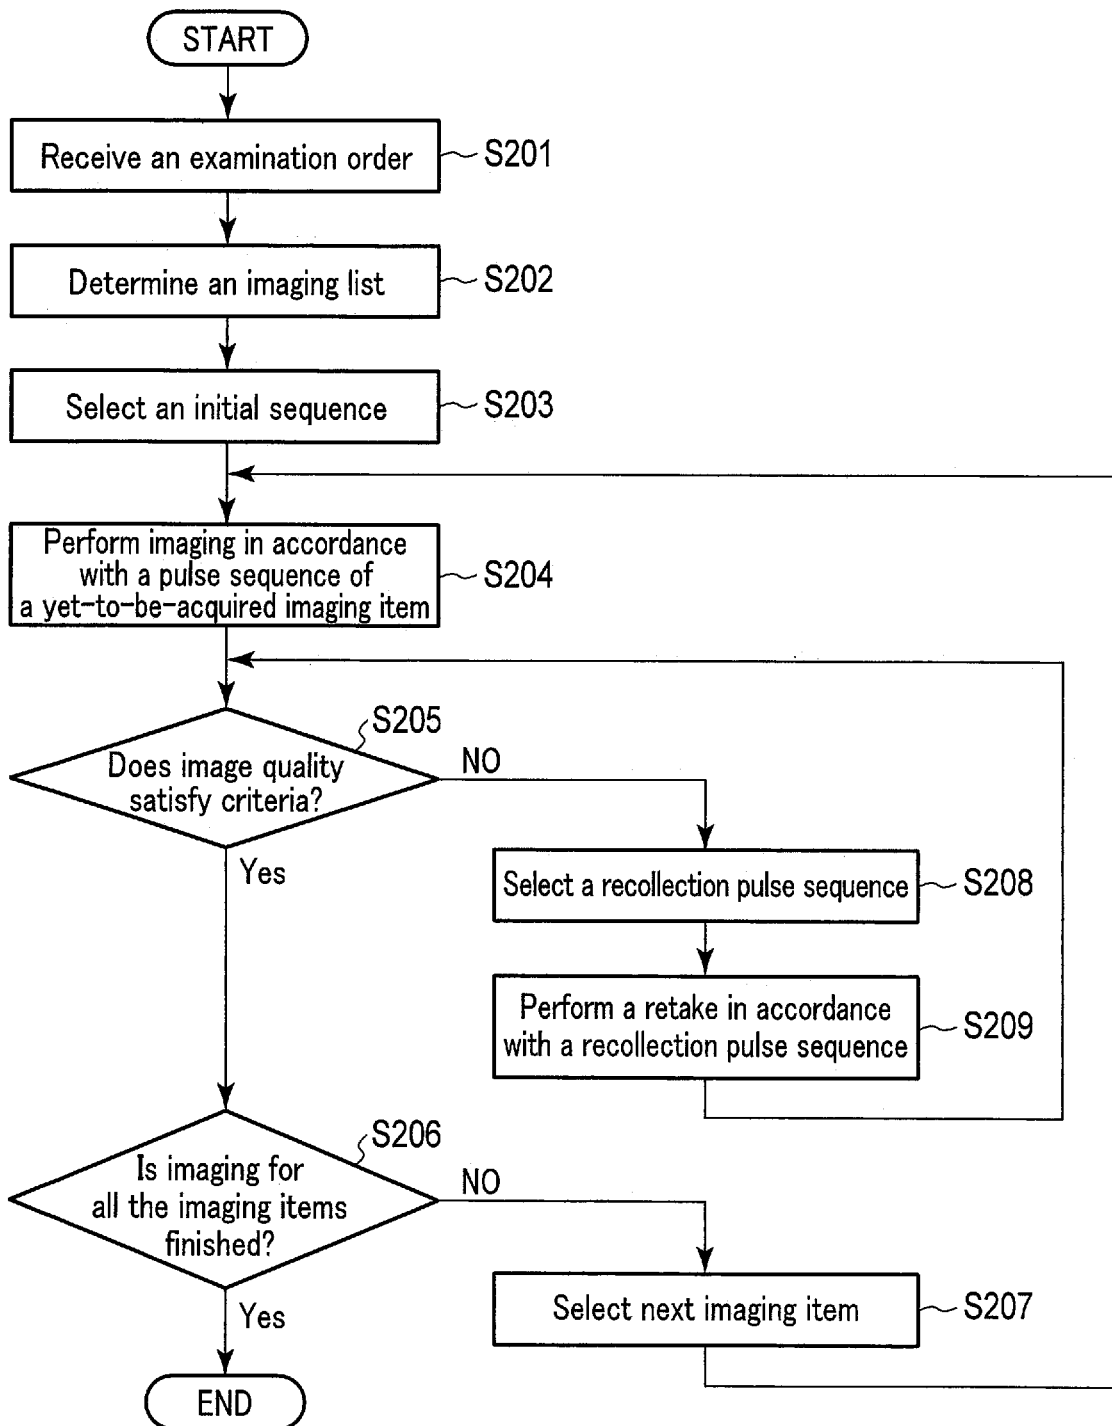 START
Receive an examination order
S201
Determine an imaging list
S202
Select an initial sequence
S203
Perform imaging in accordance
with a pulse sequence of
a yet-to-be-acquired imaging item
S204
S205
Does image quality
satisfy criteria?
NO
Yes
Select a recollection pulse sequence
S208
Perform a retake in accordance
with a recollection pulse sequence
S209
S206
Is imaging for
all the imaging items
finished?
NO
Yes
Select next imaging item
S207
END